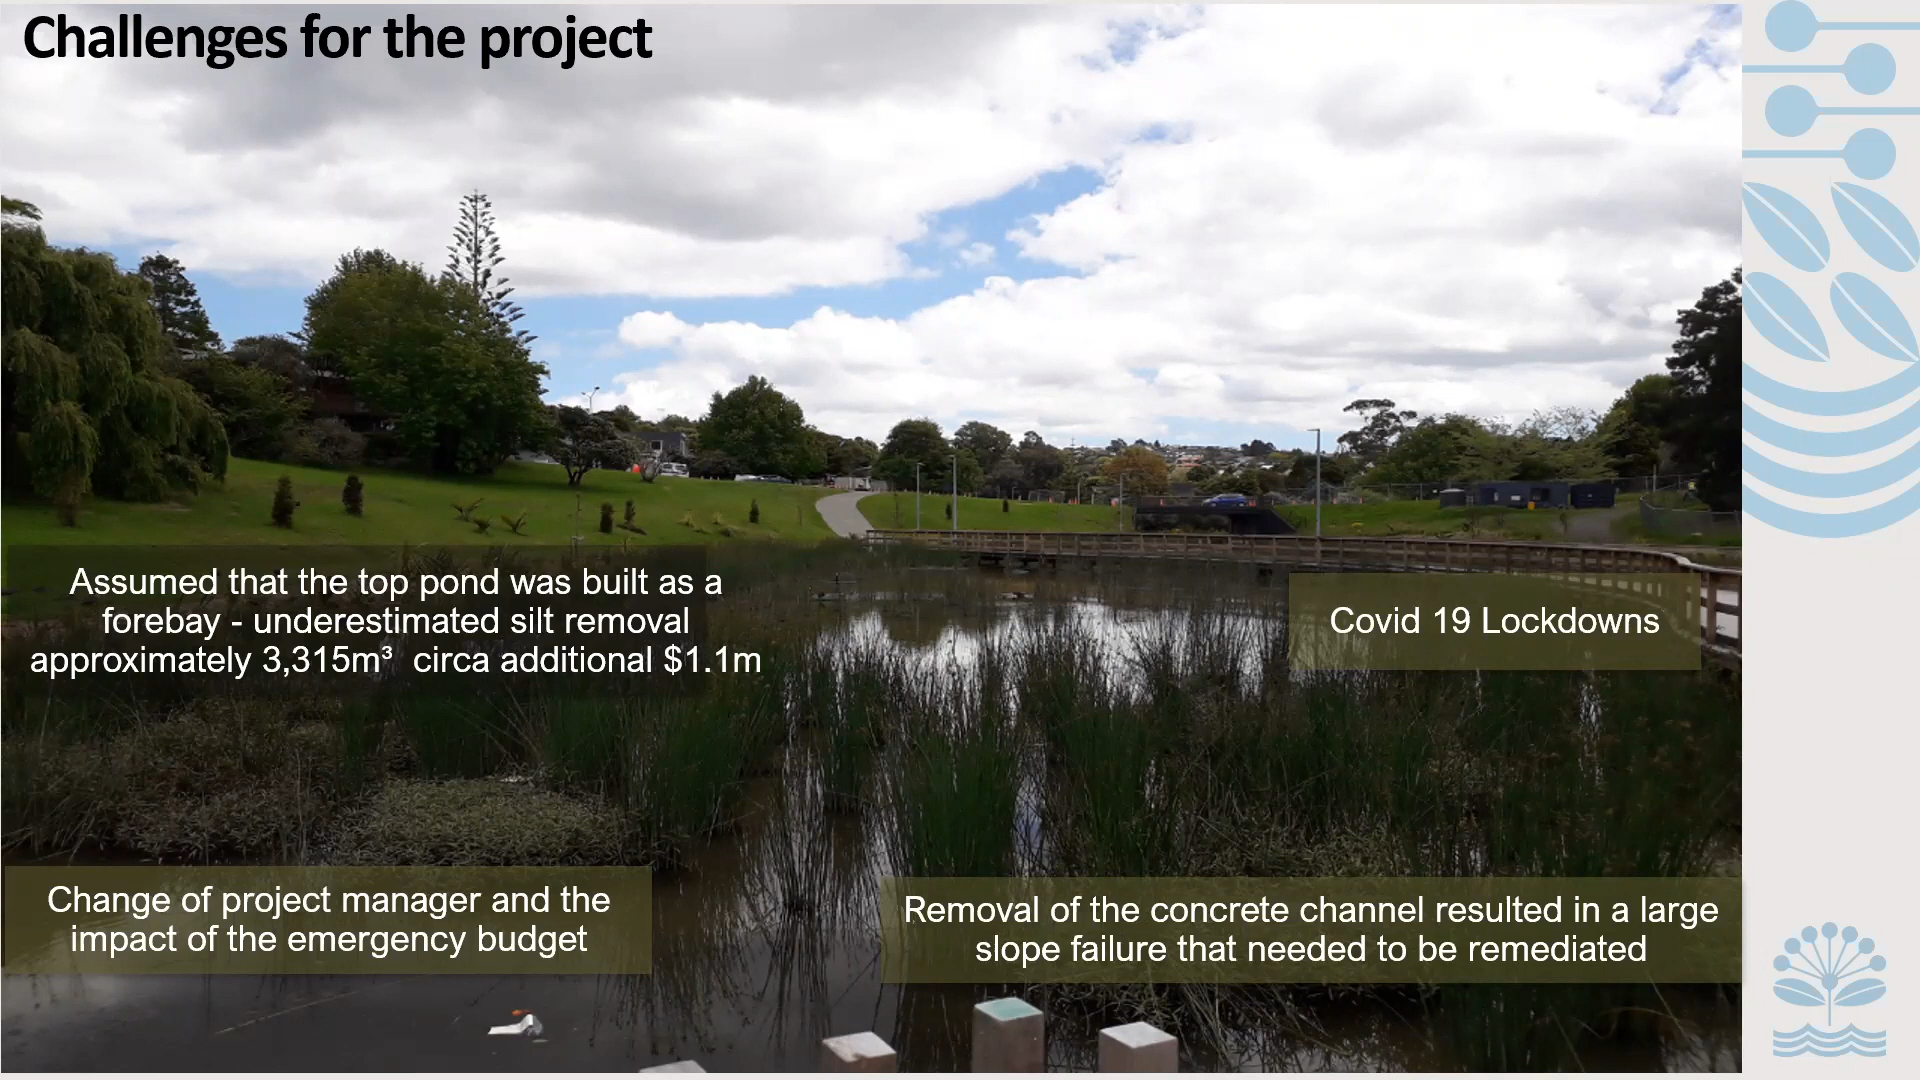 Challenges for the project
Assumed that the top pond was built as a
forebay - underestimated silt removal
approximately 3,315m³ circa additional $1.1m
Covid 19 Lockdowns
Change of project manager and the
impact of the emergency budget
Removal of the concrete channel resulted in a large
slope failure that needed to be remediated